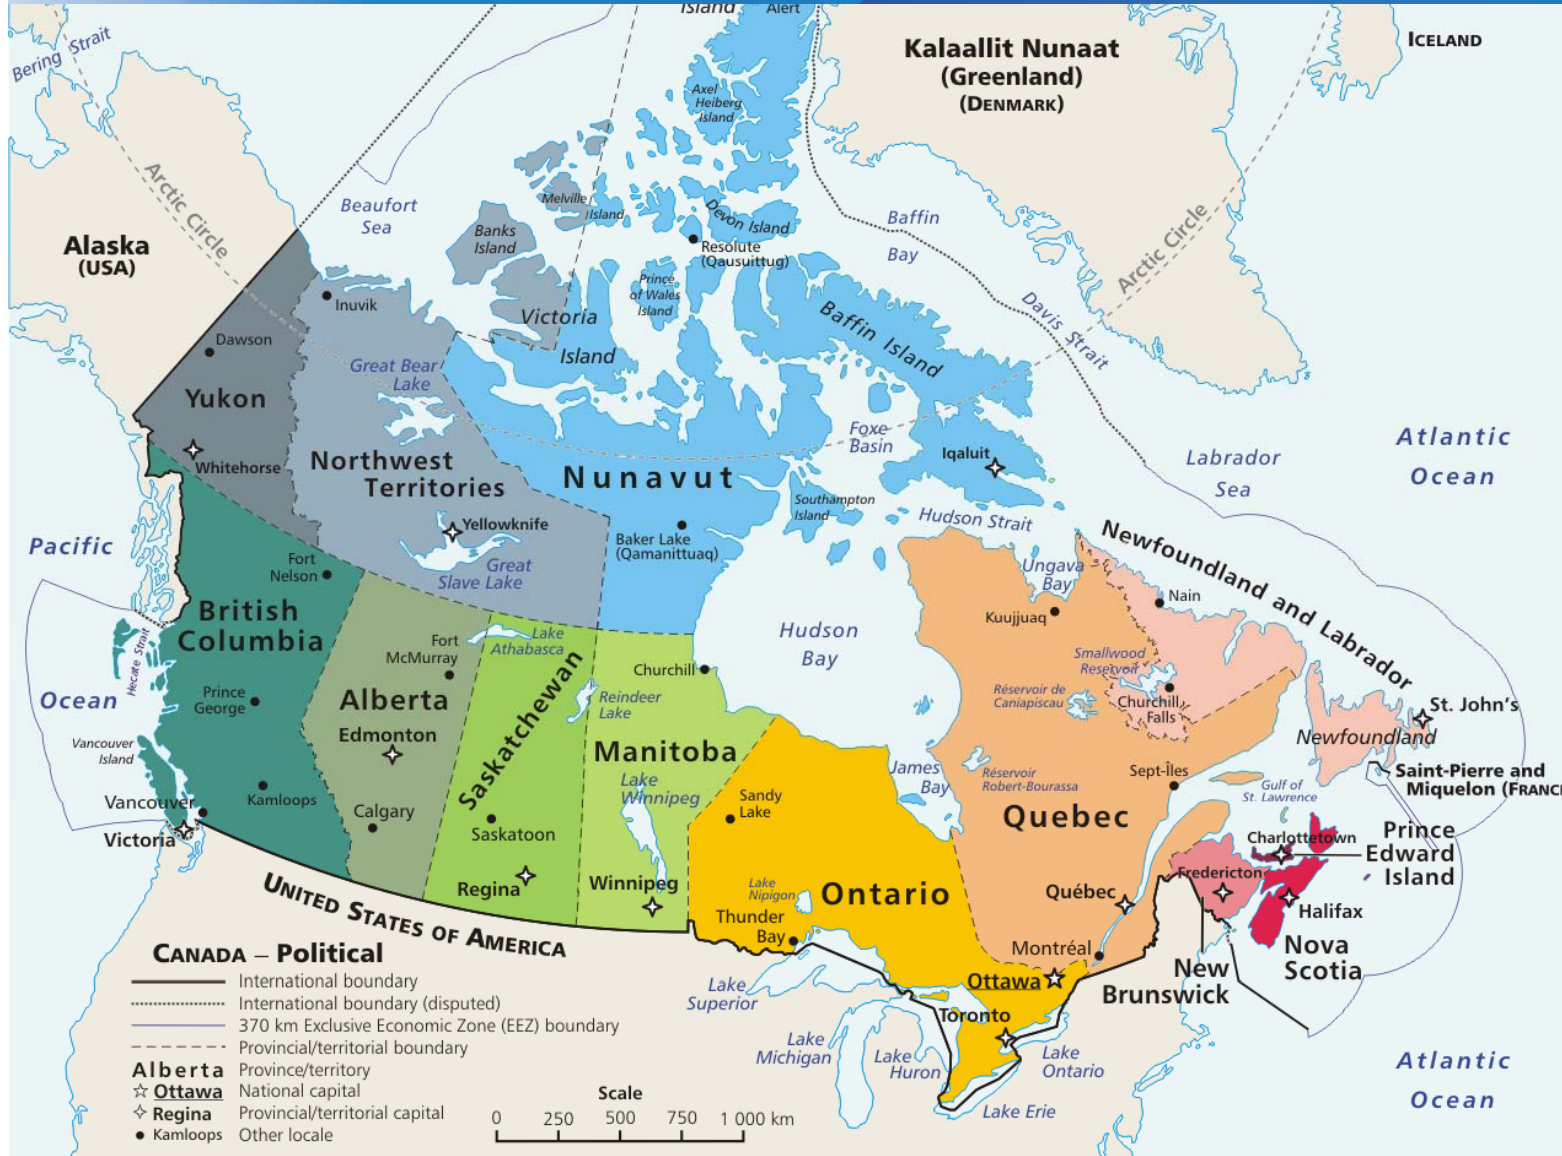 Island
Alert
Bering Strait
Kalaallit Nunaat
(Greenland)
(DENMARK)
ICELAND
Axel
Heiberg
Island
Arctic Circle
Beaufort
Sea
Melville
Island
Banks
Island
Devon Island
Resolute
(Qausuittuq)
Baffin
Bay
Arctic Circle
Alaska
(USA)
Inuvik
Prince
of Wales
Island
Victoria
Island
Baffin Island
Davis Strait
Dawson
Great Bear
Lake
Yukon
Whitehorse
Northwest
Territories
Nunavut
Foxe
Basin
Iqaluit
Labrador
Sea
Atlantic
Ocean
Yellowknife
Great
Slave Lake
Baker Lake
(Qamanittuaq)
Southampton
Island
Hudson Strait
Pacific
Ocean
Fort
Nelson
British
Columbia
Hecate Strait
Prince
George
Vancouver
Island
Kamloops
Vancouver
Victoria
Fort
McMurray
Alberta
Edmonton
Calgary
Lake
Athabasca
Saskatchewan
Saskatoon
Regina
Reindeer
Lake
Churchill
Manitoba
Lake
Winnipeg
Winnipeg
Hudson
Bay
Ungava
Bay
Kuujjuaq
Newfoundland and Labrador
Nain
Smallwood
Reservoir
Réservoir de
Caniapiscau
Churchill
Falls
St. John's
Newfoundland
Saint-Pierre and
Miquelon (FRANC
James
Bay
Réservoir
Robert-Bourassa
Sept-Îles
Gulf of
St. Lawrence
Quebec
Sandy
Lake
Lake
Nipigon
Ontario
Thunder
Bay
Québec
Montréal
Charlottetown
Prince
Edward
Island
Fredericton
Halifax
Nova
Scotia
New
Brunswick
Ottawa
Toronto
Lake
Superior
Lake
Michigan
Lake
Huron
Lake
Ontario
Lake Erie
Atlantic
Ocean
UNITED STATES OF AMERICA
CANADA – Political
International boundary
International boundary (disputed)
370 km Exclusive Economic Zone (EEZ) boundary
Provincial/territorial boundary
Alberta Province/territory
Ottawa National capital
Regina Provincial/territorial capital
Kamloops Other locale
Scale
0 250 500 750 1 000 km